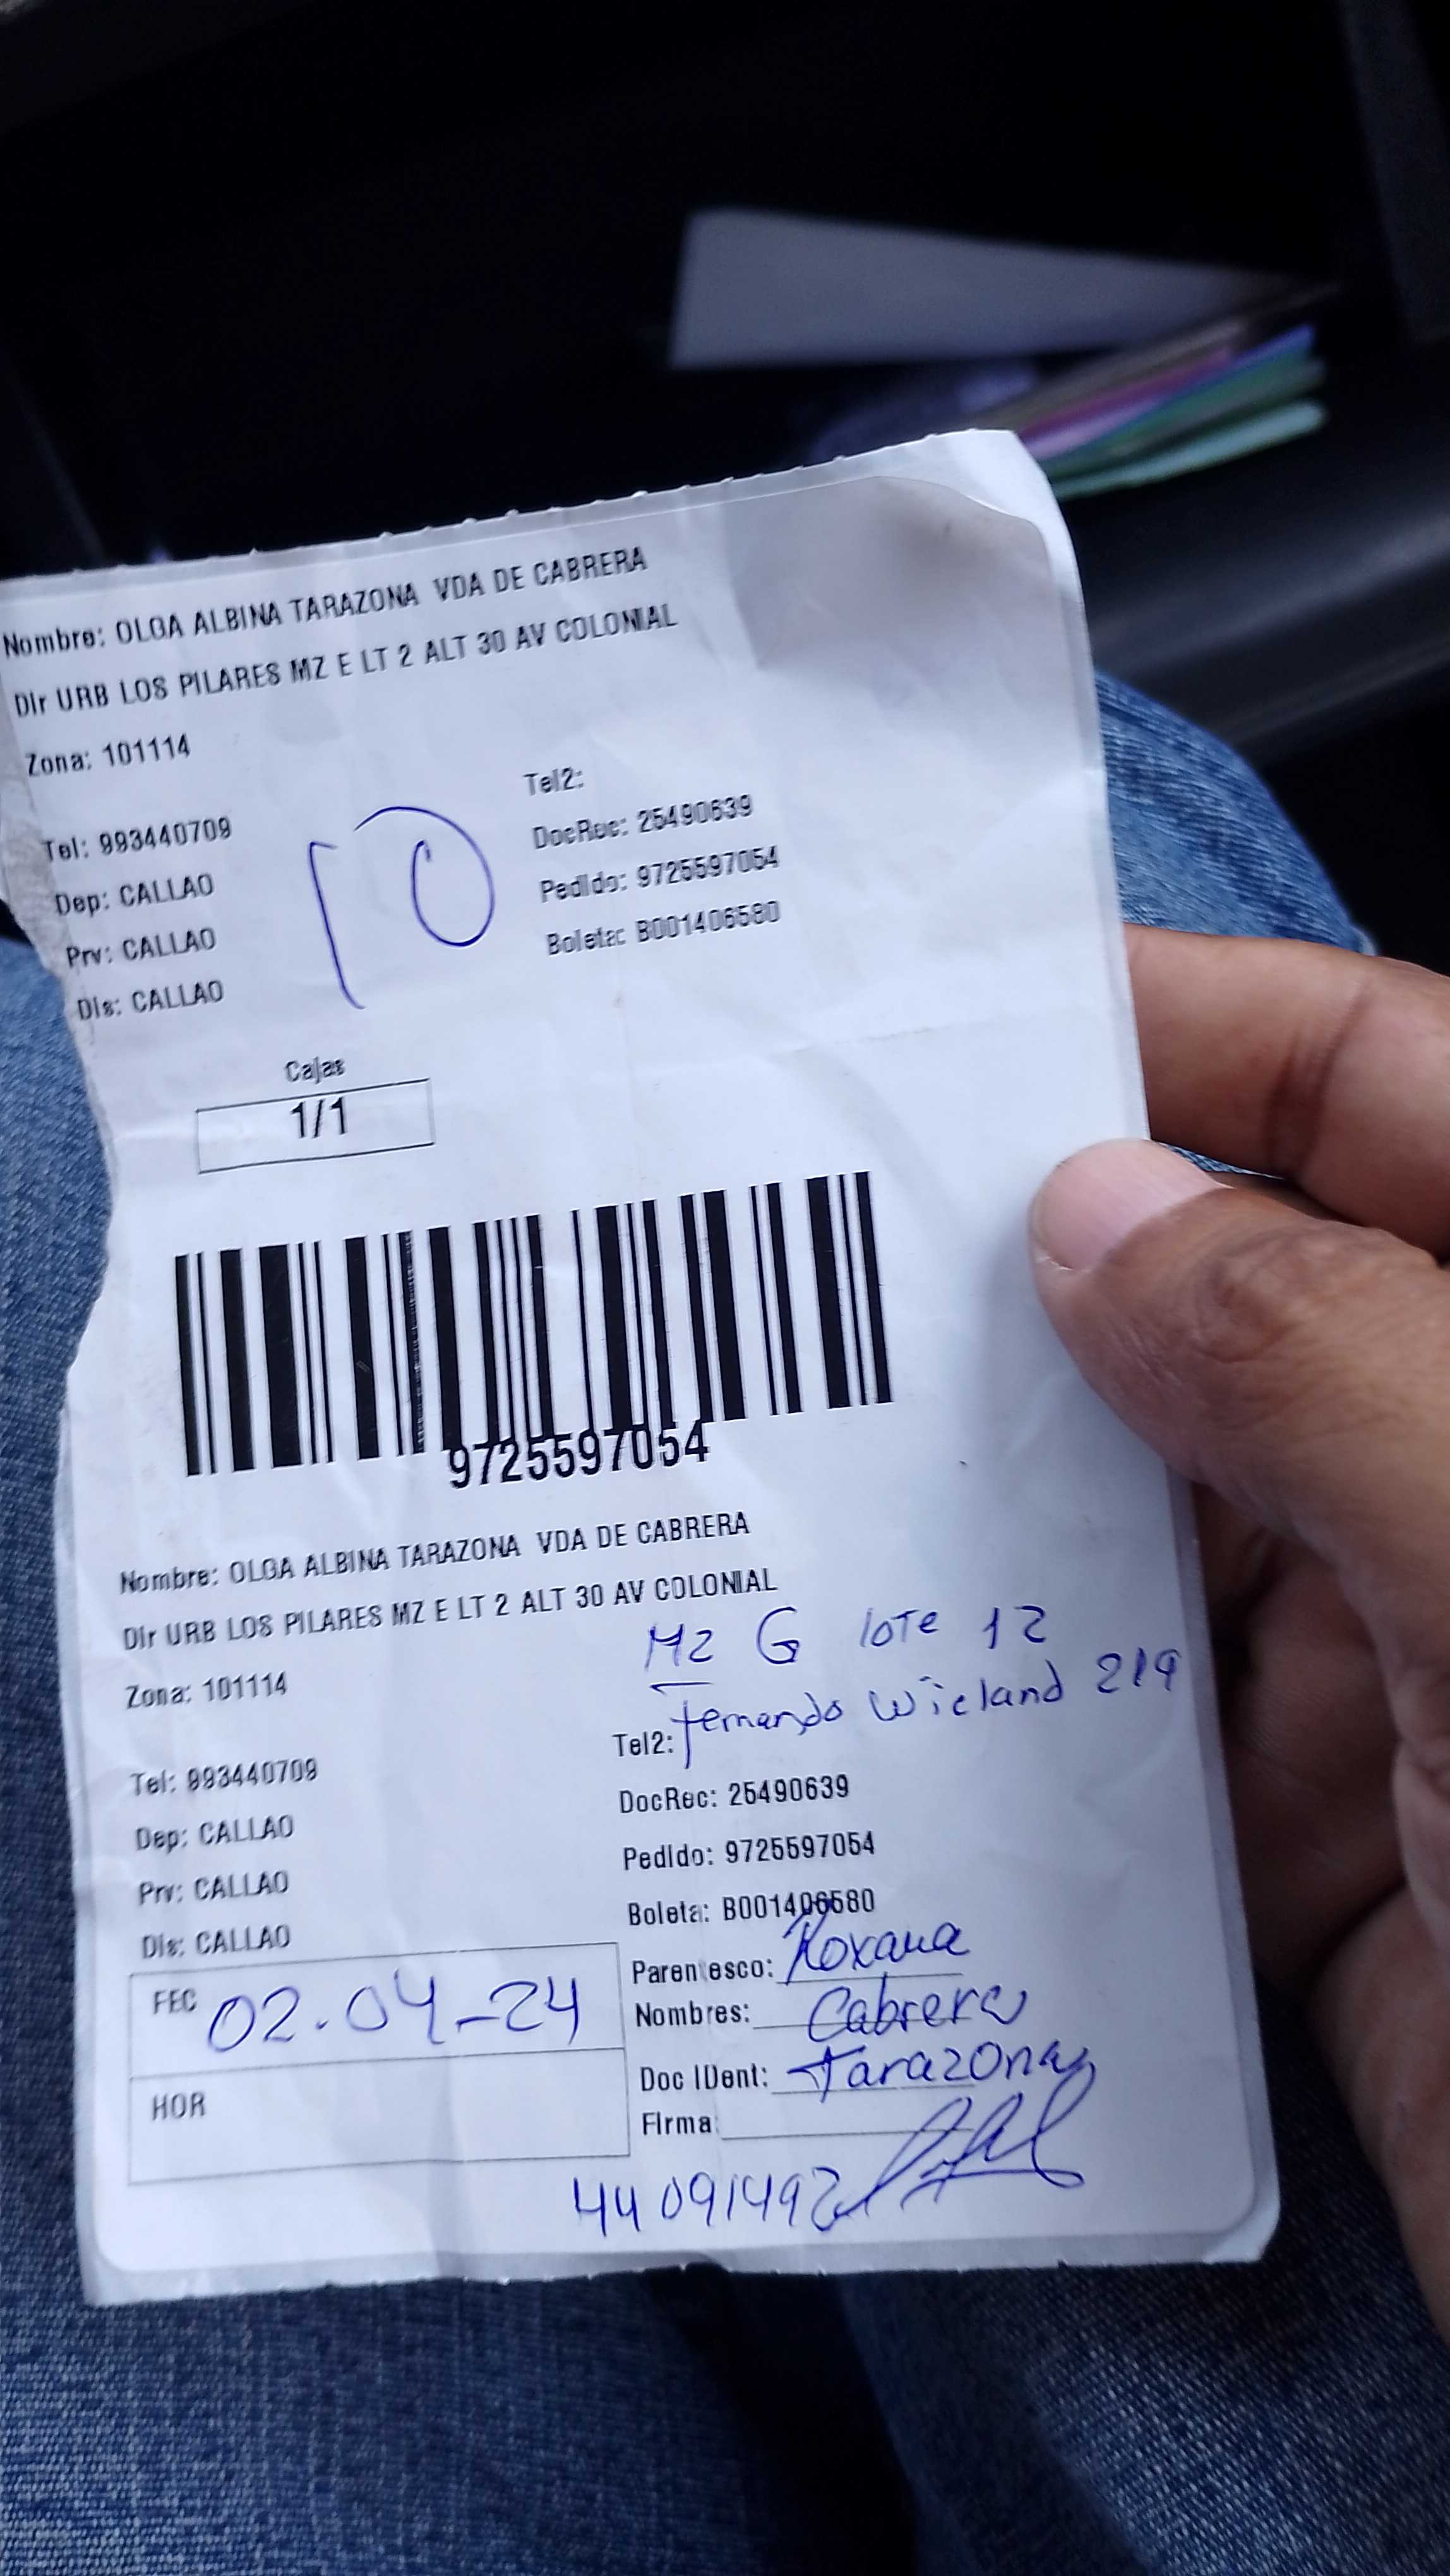 Nombre: OLGA ALBINA TARAZONA VDA DE CABRERA
Dir URB LOS PILARES MZ E LT 2 ALT 30 AV COLONIAL
Zona: 101114
Tel2:
Tel: 993440709
DocRec: 25490639
Dep: CALLAO
Pedido: 9725597054
Prv: CALLAO
Boleta: B001406580
Dis: CALLAO
10
Cajas
1/1
9725597054
Nombre: OLGA ALBINA TARAZONA VDA DE CABRERA
Dir URB LOS PILARES MZ E LT 2 ALT 30 AV COLONIAL
Mz G lote 12
Zona: 101114
Fernando Wieland 219
Tel2:
Tel: 993440709
DocRec: 25490639
Dep: CALLAO
Pedido: 9725597054
Prv: CALLAO
Boleta: B001406580
Dis: CALLAO
FEC 02.04-24
Parentesco: Roxana
Nombres: Cabrera
Doc IDent: Tarazona
HOR
Firma:
44091492